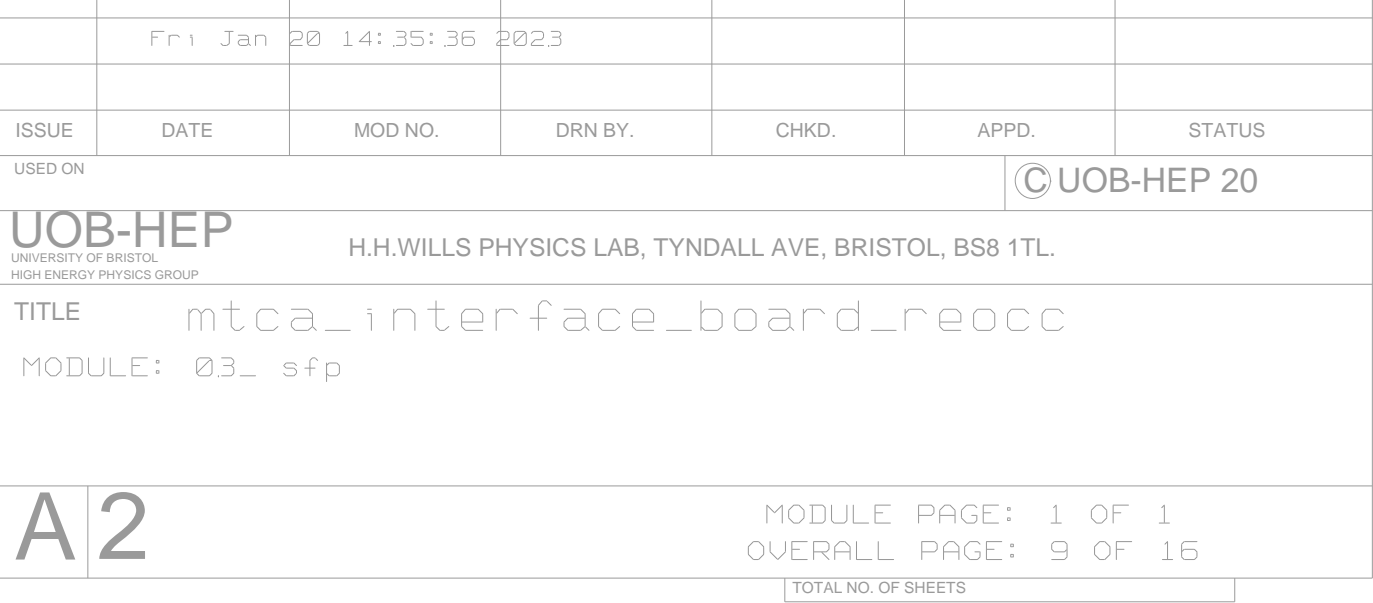 Fri Jan 20 14:35:36 2023
ISSUE DATE MOD NO. DRN BY. CHKD. APPD. STATUS
USED ON
© UOB-HEP 20
UOB-HEP
UNIVERSITY OF BRISTOL
HIGH ENERGY PHYSICS GROUP
H.H.WILLS PHYSICS LAB, TYNDALL AVE, BRISTOL, BS8 1TL.
TITLE mtca_interface_board_reocc
MODULE: 03_ sfp
A 2
MODULE PAGE: 1 OF 1
OVERALL PAGE: 9 OF 16
TOTAL NO. OF SHEETS